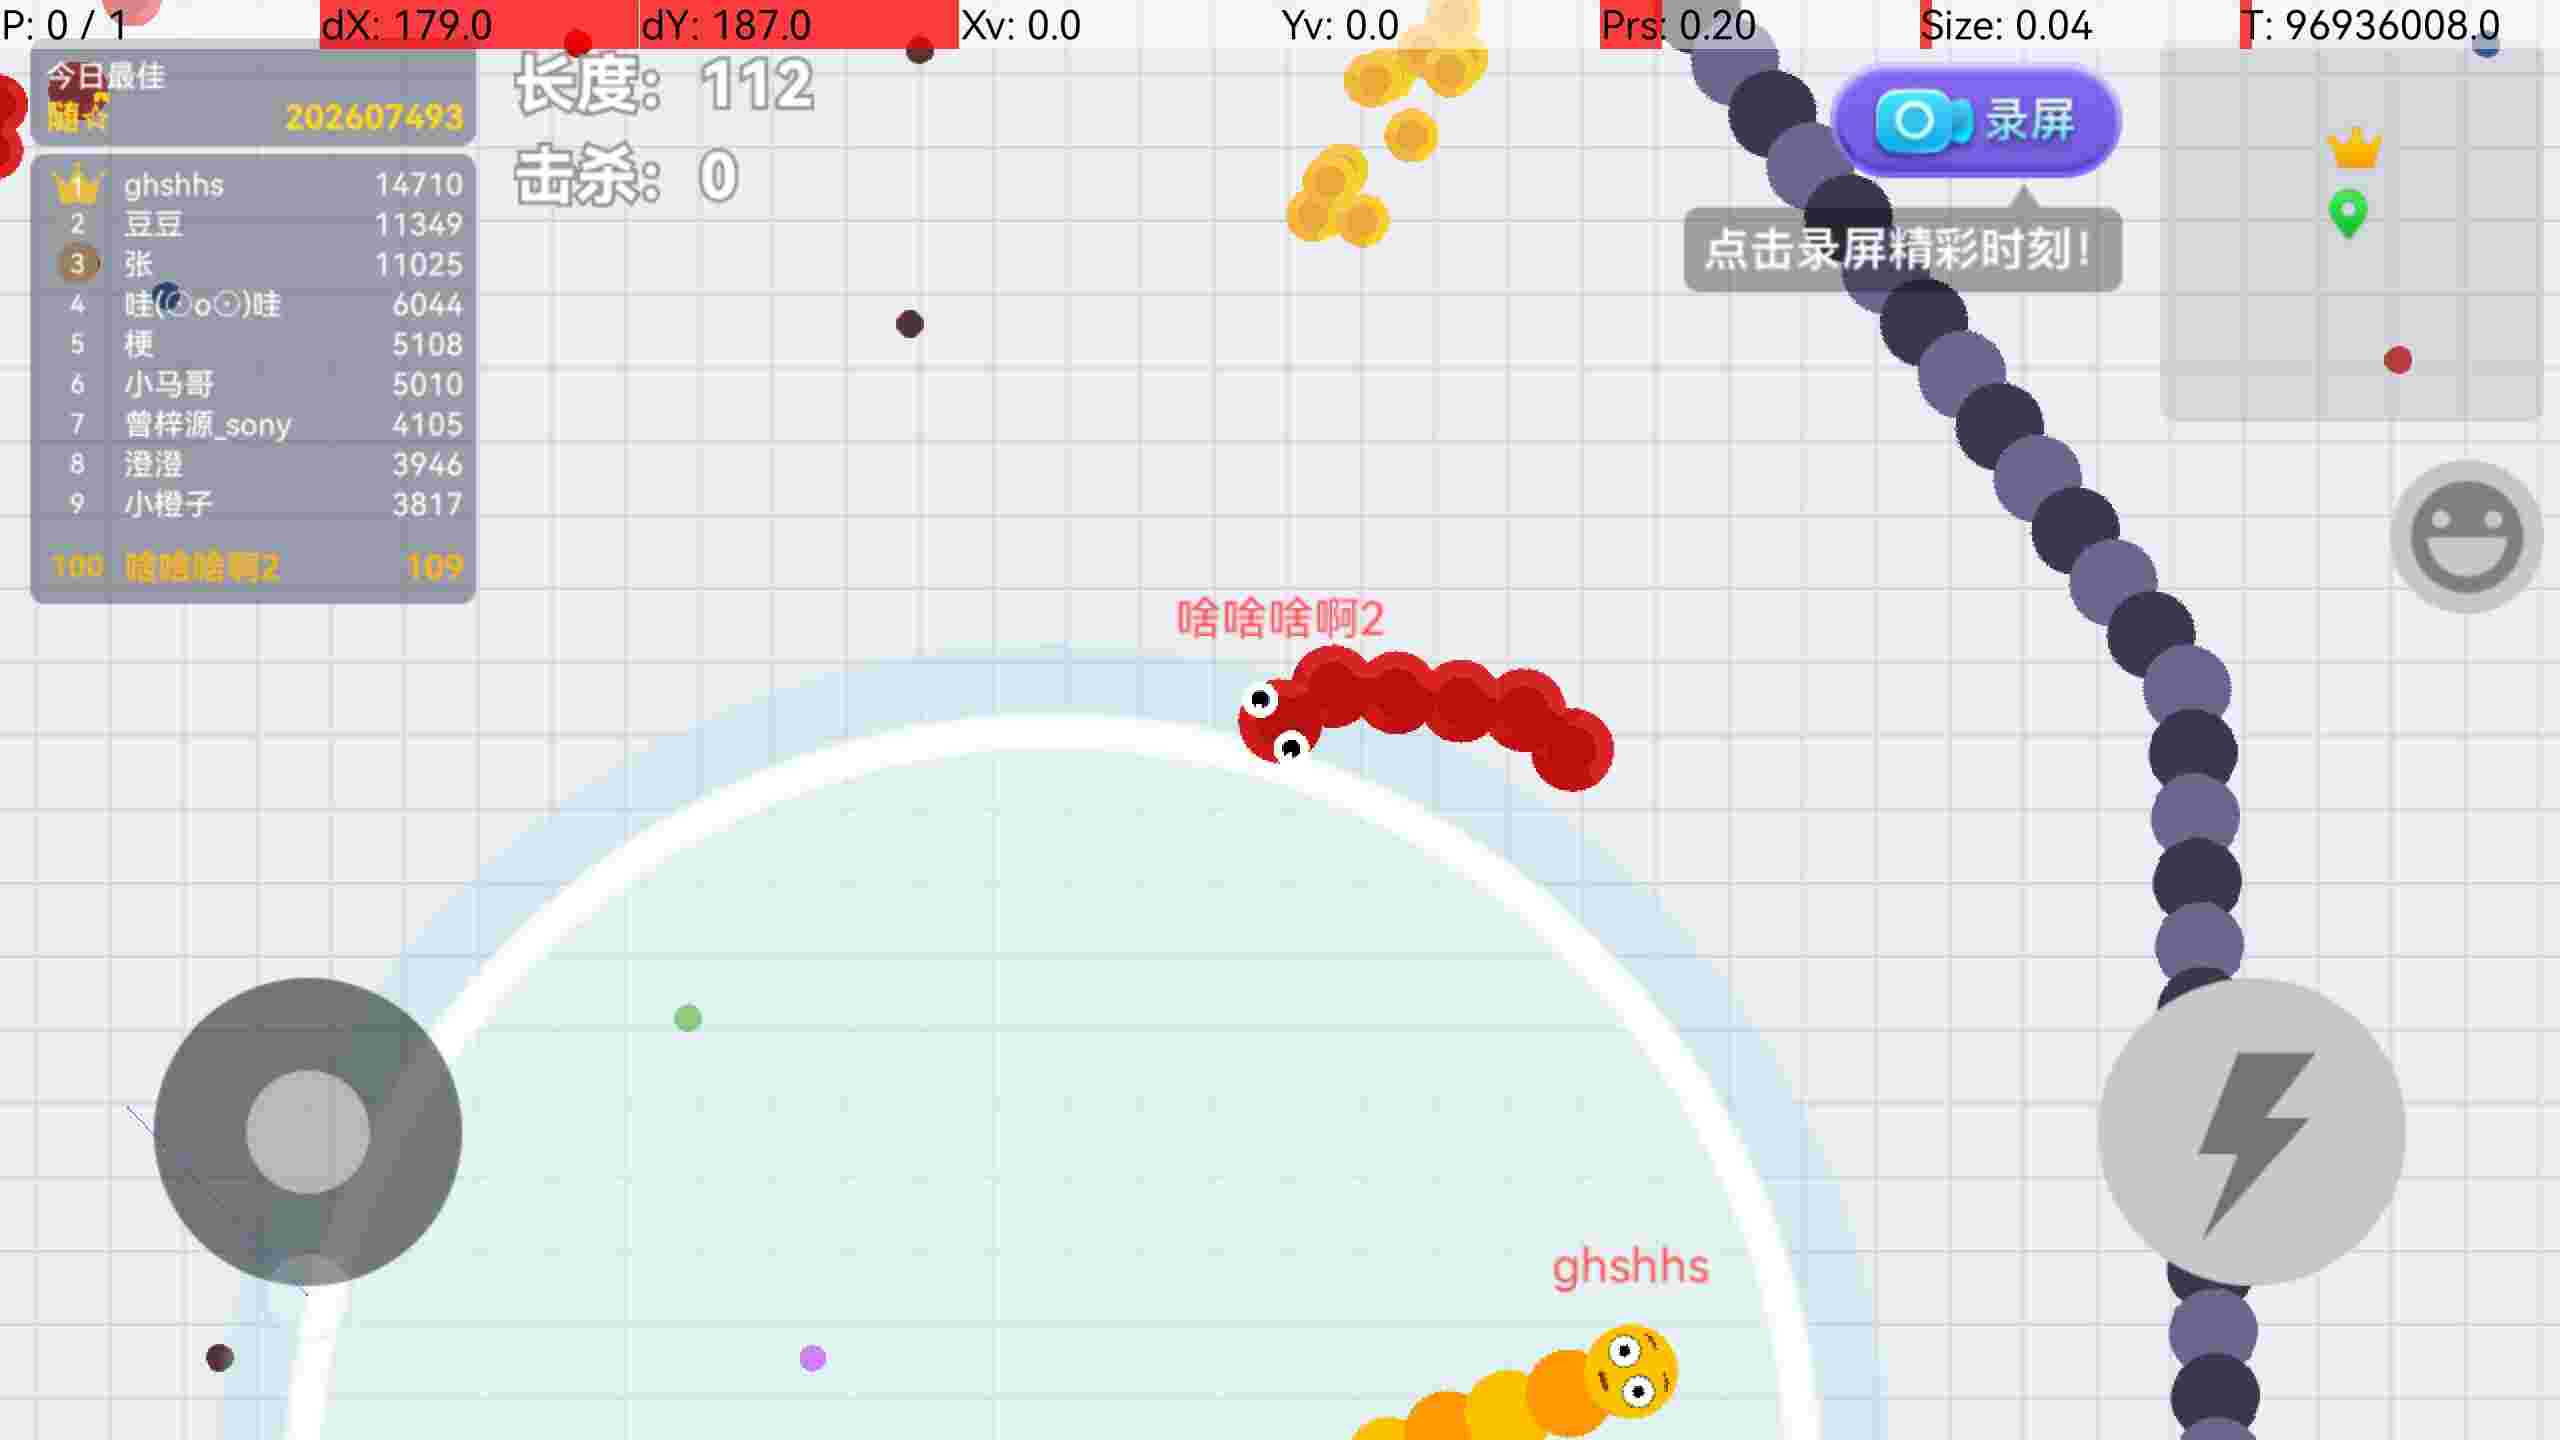 P: 0 / 1 dX: 179.0 dY: 187.0 Xv: 0.0 Yv: 0.0 Prs: 0.20 Size: 0.04 T: 96936008.0
今日最佳
随☆ 202607493
1 ghshhs 14710
2 豆豆 11349
3 张 11025
4 哇(⊙o⊙)哇 6044
5 梗 5108
6 小马哥 5010
7 曾梓源_sony 4105
8 澄澄 3946
9 小橙子 3817
100 啥啥啥啊2 109
长度：112
击杀：0
录屏
点击录屏精彩时刻！
啥啥啥啊2
ghshhs